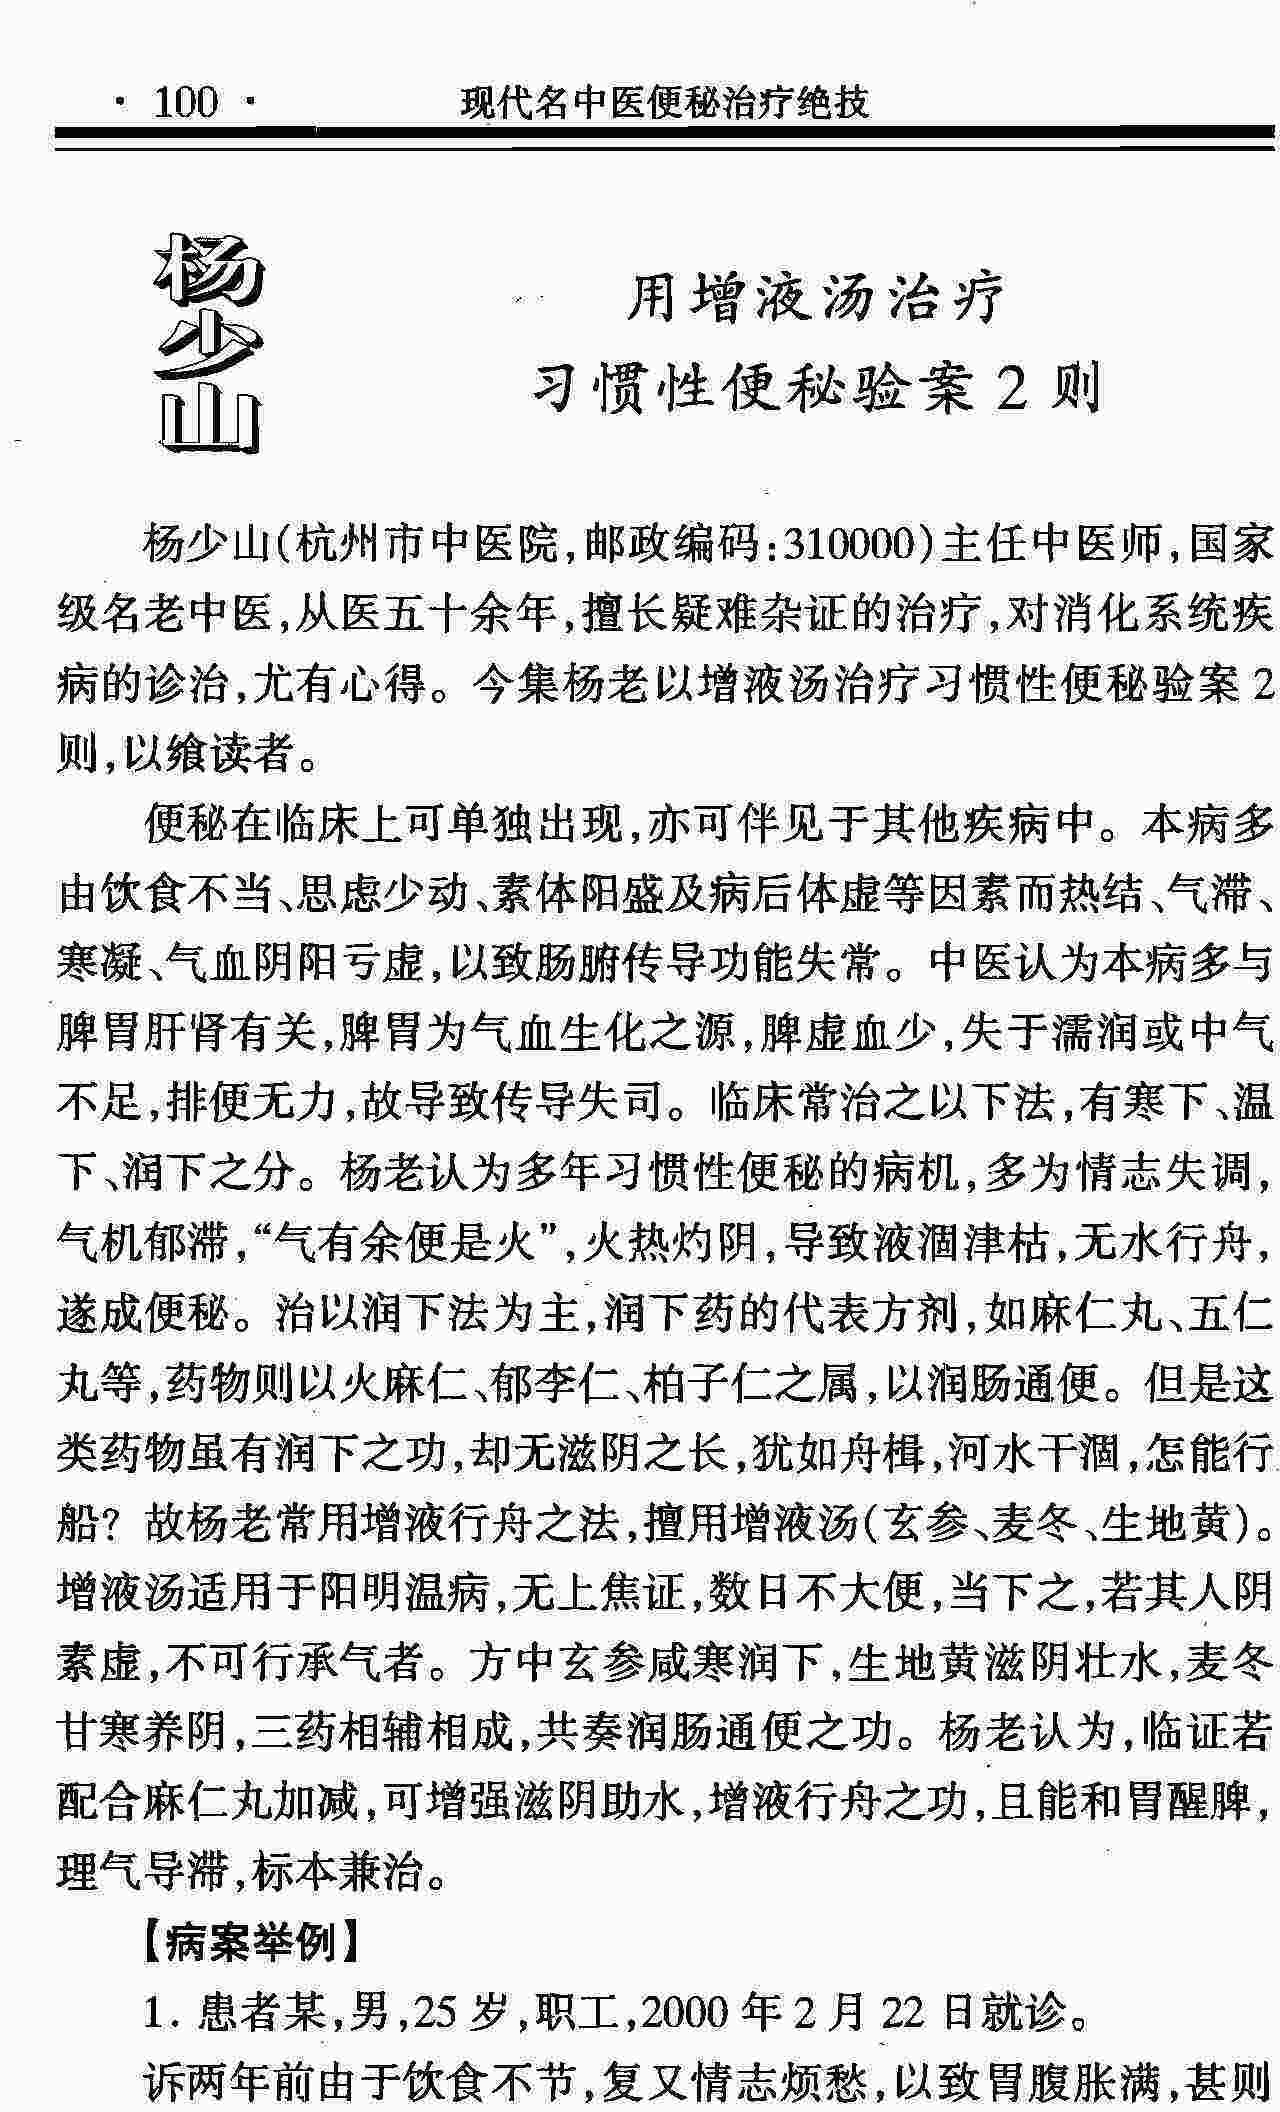 · 100 · 现代名中医便秘治疗绝技
杨少山
用增液汤治疗
习惯性便秘验案 2 则
杨少山(杭州市中医院,邮政编码:310000)主任中医师,国家
级名老中医,从医五十余年,擅长疑难杂证的治疗,对消化系统疾
病的诊治,尤有心得。今集杨老以增液汤治疗习惯性便秘验案 2
则,以飨读者。
便秘在临床上可单独出现,亦可伴见于其他疾病中。本病多
由饮食不当、思虑少动、素体阳盛及病后体虚等因素而热结、气滞、
寒凝、气血阴阳亏虚,以致肠腑传导功能失常。中医认为本病多与
脾胃肝肾有关,脾胃为气血生化之源,脾虚血少,失于濡润或中气
不足,排便无力,故导致传导失司。临床常治之以下法,有寒下、温
下、润下之分。杨老认为多年习惯性便秘的病机,多为情志失调,
气机郁滞,“气有余便是火”,火热灼阴,导致液涸津枯,无水行舟,
遂成便秘。治以润下法为主,润下药的代表方剂,如麻仁丸、五仁
丸等,药物则以火麻仁、郁李仁、柏子仁之属,以润肠通便。但是这
类药物虽有润下之功,却无滋阴之长,犹如舟楫,河水干涸,怎能行
船?故杨老常用增液行舟之法,擅用增液汤(玄参、麦冬、生地黄)。
增液汤适用于阳明温病,无上焦证,数日不大便,当下之,若其人阴
素虚,不可行承气者。方中玄参咸寒润下,生地黄滋阴壮水,麦冬
甘寒养阴,三药相辅相成,共奏润肠通便之功。杨老认为,临证若
配合麻仁丸加减,可增强滋阴助水,增液行舟之功,且能和胃醒脾,
理气导滞,标本兼治。
【病案举例】
1. 患者某,男,25 岁,职工,2000 年 2 月 22 日就诊。
诉两年前由于饮食不节,复又情志烦愁,以致胃腹胀满,甚则